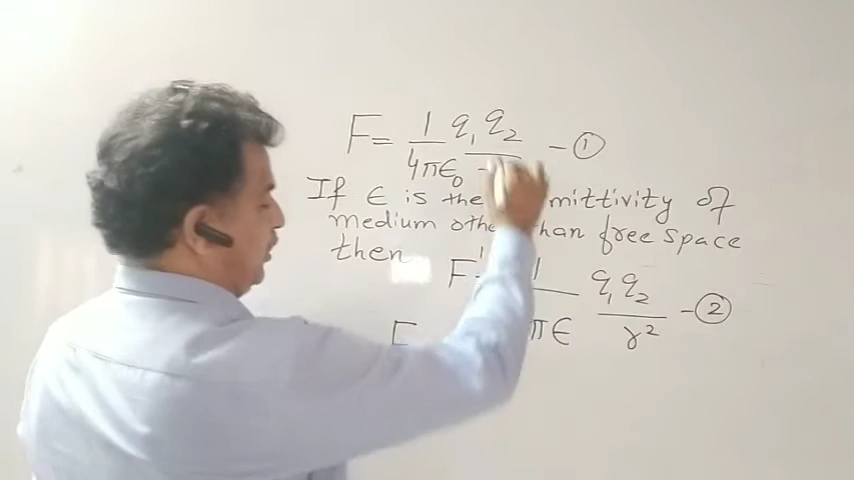 F = 1/4πϵ₀ q₁q₂ - ①
If ϵ is the mittivity of
medium othe than free space
then
F' 1/πϵ q₁q₂/r² - ②
F